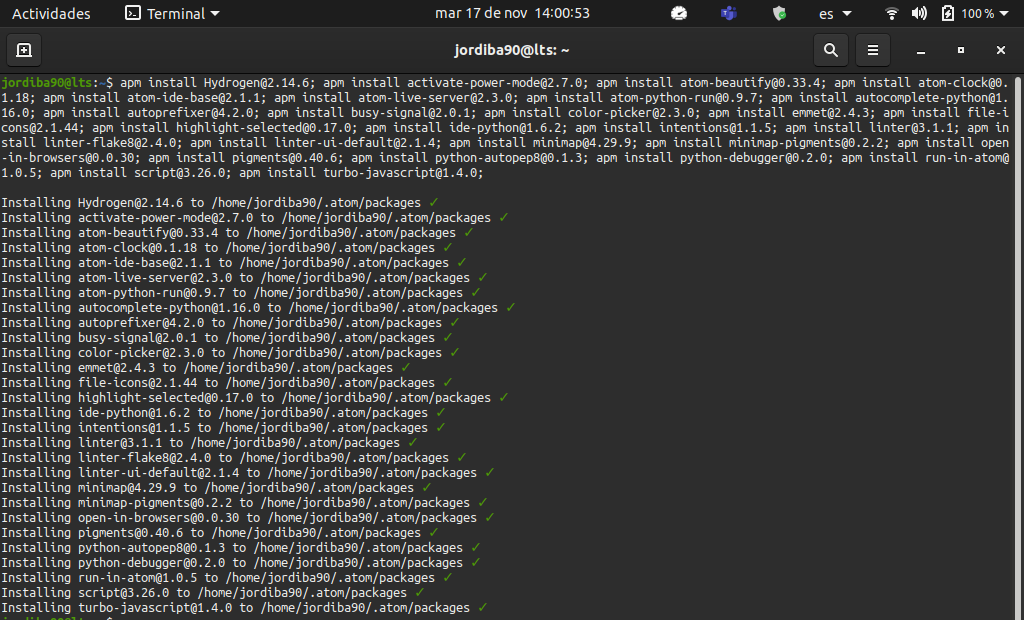 Actividades Terminal mar 17 de nov 14:00:53 es 100 %
jordiba90@lts: ~
jordiba90@lts:~$ apm install Hydrogen@2.14.6; apm install activate-power-mode@2.7.0; apm install atom-beautify@0.33.4; apm install atom-clock@0.
1.18; apm install atom-ide-base@2.1.1; apm install atom-live-server@2.3.0; apm install atom-python-run@0.9.7; apm install autocomplete-python@1.
16.0; apm install autoprefixer@4.2.0; apm install busy-signal@2.0.1; apm install color-picker@2.3.0; apm install emmet@2.4.3; apm install file-i
cons@2.1.44; apm install highlight-selected@0.17.0; apm install ide-python@1.6.2; apm install intentions@1.1.5; apm install linter@3.1.1; apm in
stall linter-flake8@2.4.0; apm install linter-ui-default@2.1.4; apm install minimap@4.29.9; apm install minimap-pigments@0.2.2; apm install open
-in-browsers@0.0.30; apm install pigments@0.40.6; apm install python-autopep8@0.1.3; apm install python-debugger@0.2.0; apm install run-in-atom@
1.0.5; apm install script@3.26.0; apm install turbo-javascript@1.4.0;
Installing Hydrogen@2.14.6 to /home/jordiba90/.atom/packages ✓
Installing activate-power-mode@2.7.0 to /home/jordiba90/.atom/packages ✓
Installing atom-beautify@0.33.4 to /home/jordiba90/.atom/packages ✓
Installing atom-clock@0.1.18 to /home/jordiba90/.atom/packages ✓
Installing atom-ide-base@2.1.1 to /home/jordiba90/.atom/packages ✓
Installing atom-live-server@2.3.0 to /home/jordiba90/.atom/packages ✓
Installing atom-python-run@0.9.7 to /home/jordiba90/.atom/packages ✓
Installing autocomplete-python@1.16.0 to /home/jordiba90/.atom/packages ✓
Installing autoprefixer@4.2.0 to /home/jordiba90/.atom/packages ✓
Installing busy-signal@2.0.1 to /home/jordiba90/.atom/packages ✓
Installing color-picker@2.3.0 to /home/jordiba90/.atom/packages ✓
Installing emmet@2.4.3 to /home/jordiba90/.atom/packages ✓
Installing file-icons@2.1.44 to /home/jordiba90/.atom/packages ✓
Installing highlight-selected@0.17.0 to /home/jordiba90/.atom/packages ✓
Installing ide-python@1.6.2 to /home/jordiba90/.atom/packages ✓
Installing intentions@1.1.5 to /home/jordiba90/.atom/packages ✓
Installing linter@3.1.1 to /home/jordiba90/.atom/packages ✓
Installing linter-flake8@2.4.0 to /home/jordiba90/.atom/packages ✓
Installing linter-ui-default@2.1.4 to /home/jordiba90/.atom/packages ✓
Installing minimap@4.29.9 to /home/jordiba90/.atom/packages ✓
Installing minimap-pigments@0.2.2 to /home/jordiba90/.atom/packages ✓
Installing open-in-browsers@0.0.30 to /home/jordiba90/.atom/packages ✓
Installing pigments@0.40.6 to /home/jordiba90/.atom/packages ✓
Installing python-autopep8@0.1.3 to /home/jordiba90/.atom/packages ✓
Installing python-debugger@0.2.0 to /home/jordiba90/.atom/packages ✓
Installing run-in-atom@1.0.5 to /home/jordiba90/.atom/packages ✓
Installing script@3.26.0 to /home/jordiba90/.atom/packages ✓
Installing turbo-javascript@1.4.0 to /home/jordiba90/.atom/packages ✓